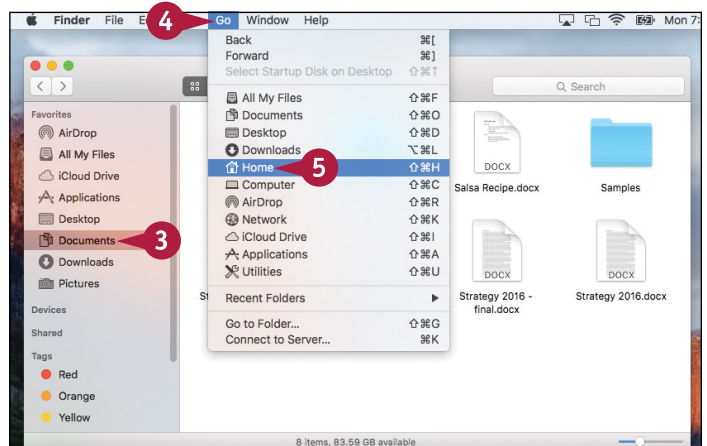 Finder File E 4 Go Window Help Mon 7:
Back ⌘[
Forward ⌘]
Select Startup Disk on Desktop ⇧⌘↑
All My Files ⇧⌘F
Documents ⇧⌘O
Desktop ⇧⌘D
Downloads ⌥⌘L
Home 5 ⇧⌘H
Computer ⇧⌘C
AirDrop ⇧⌘R
Network ⇧⌘K
iCloud Drive ⇧⌘I
Applications ⇧⌘A
Utilities ⇧⌘U
Recent Folders ▶
Go to Folder... ⇧⌘G
Connect to Server... ⌘K
Search
Favorites
AirDrop
All My Files
iCloud Drive
Applications
Desktop
Documents 3
Downloads
Pictures
Devices
Shared
Tags
Red
Orange
Yellow
DOCX
Salsa Recipe.docx
Samples
DOCX
DOCX
St
Strategy 2016 -
final.docx
Strategy 2016.docx
8 items, 83.59 GB available